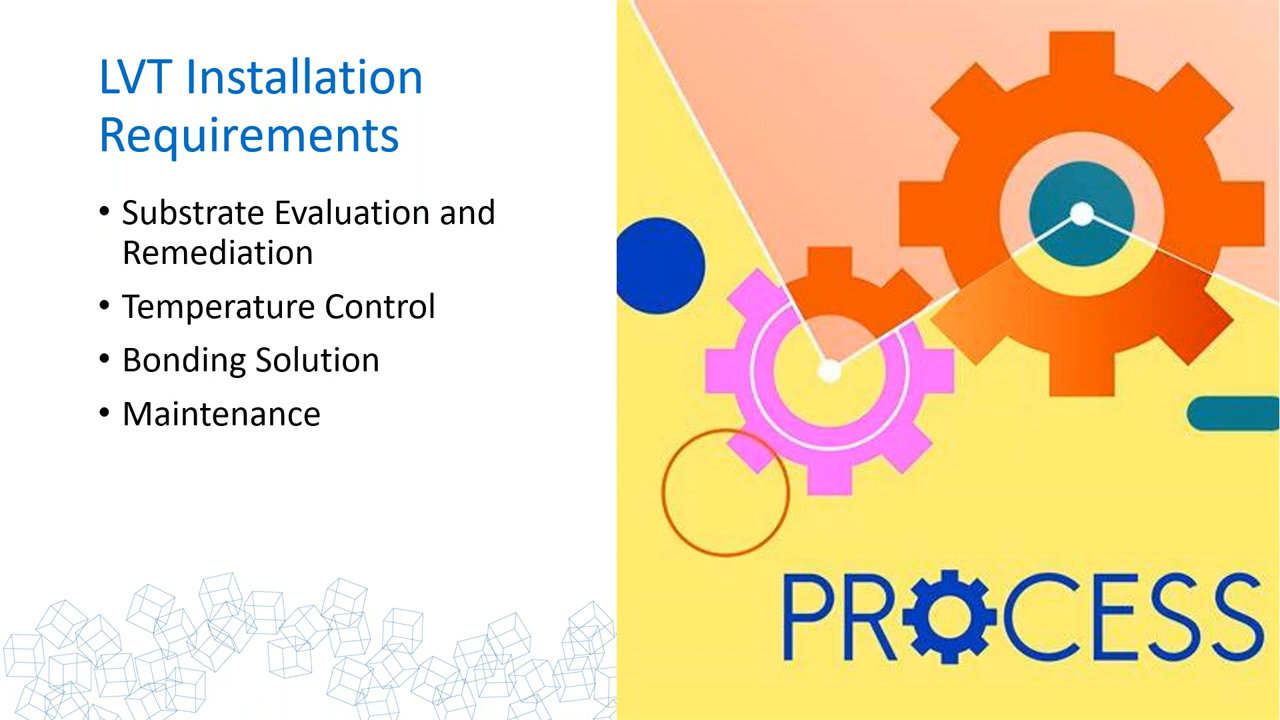 LVT Installation
Requirements
• Substrate Evaluation and
Remediation
• Temperature Control
• Bonding Solution
• Maintenance
PROCESS